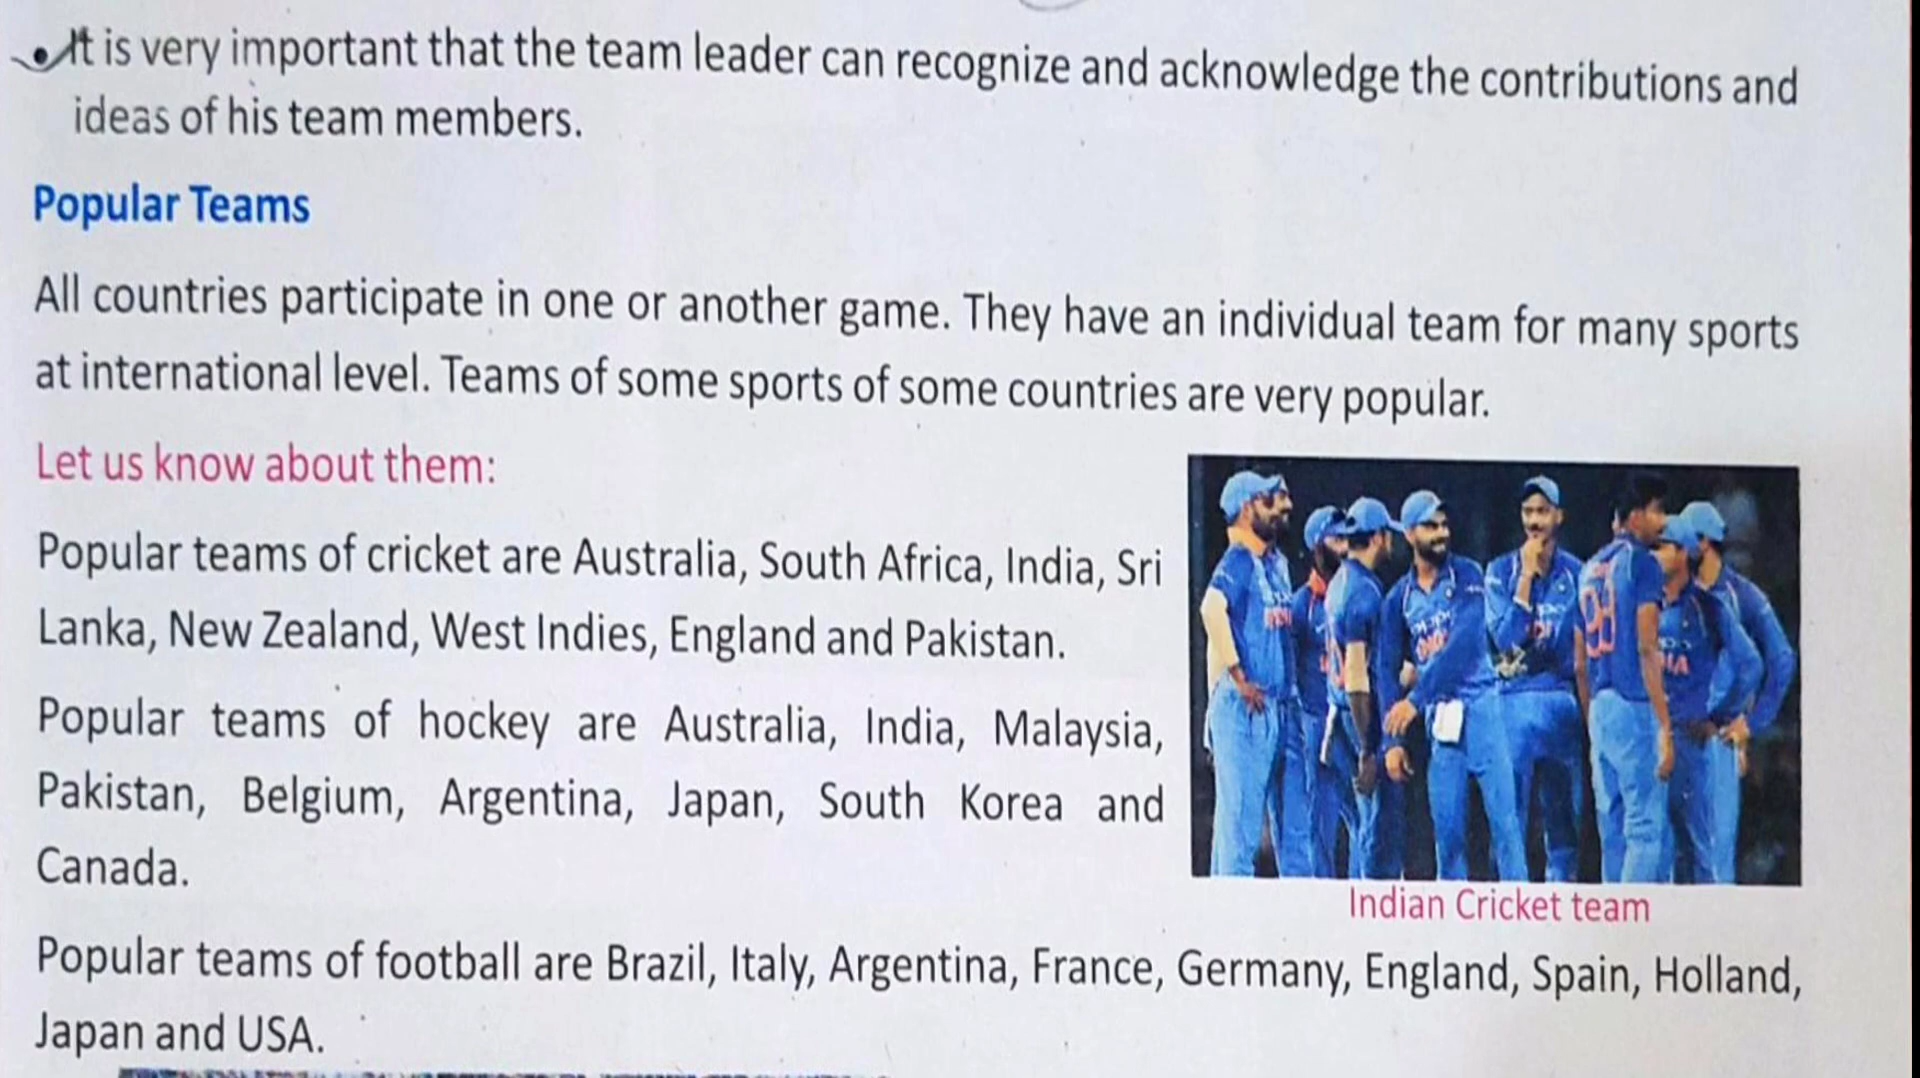 • It is very important that the team leader can recognize and acknowledge the contributions and
ideas of his team members.
Popular Teams
All countries participate in one or another game. They have an individual team for many sports
at international level. Teams of some sports of some countries are very popular.
Let us know about them:
Popular teams of cricket are Australia, South Africa, India, Sri
Lanka, New Zealand, West Indies, England and Pakistan.
Popular teams of hockey are Australia, India, Malaysia,
Pakistan, Belgium, Argentina, Japan, South Korea and
Canada.
Indian Cricket team
Popular teams of football are Brazil, Italy, Argentina, France, Germany, England, Spain, Holland,
Japan and USA.